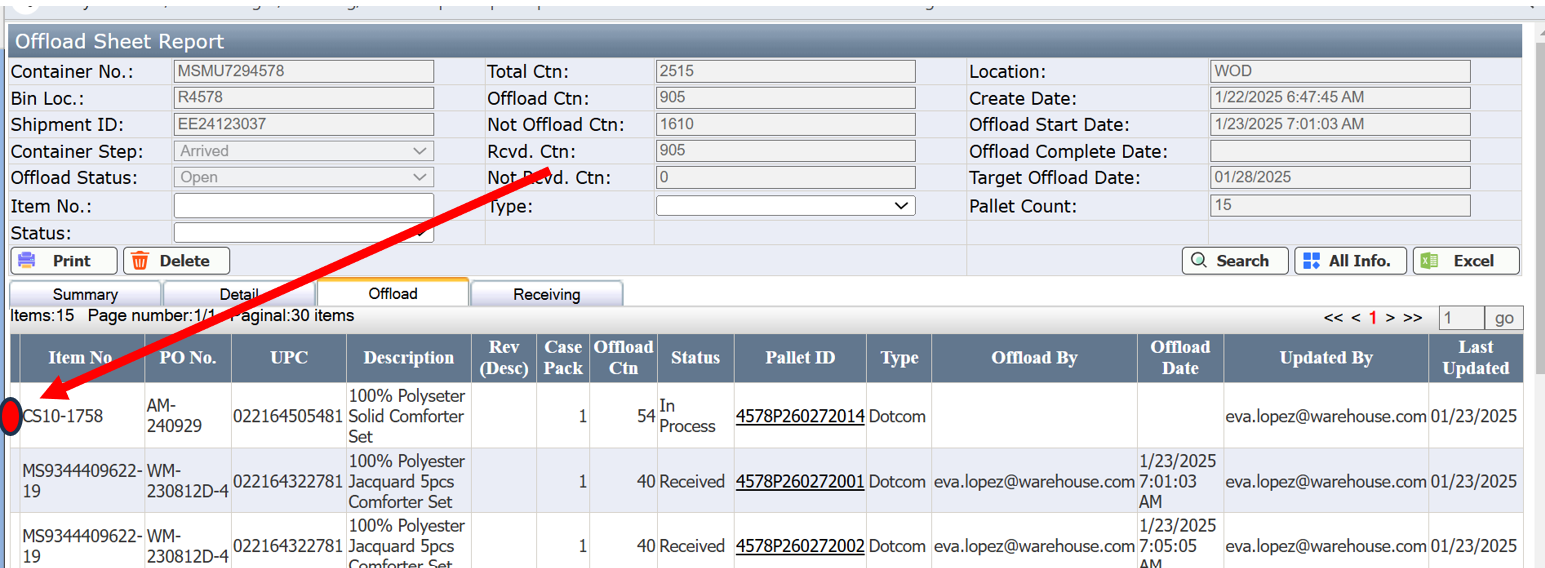 Offload Sheet Report
Container No.: MSMU7294578 Total Ctn: 2515 Location: WOD
Bin Loc.: R4578 Offload Ctn: 905 Create Date: 1/22/2025 6:47:45 AM
Shipment ID: EE24123037 Not Offload Ctn: 1610 Offload Start Date: 1/23/2025 7:01:03 AM
Container Step: Arrived Rcvd. Ctn: 905 Offload Complete Date:
Offload Status: Open Not Rcvd. Ctn: 0 Target Offload Date: 01/28/2025
Item No.: Type: Pallet Count: 15
Status:
Print Delete Search All Info. Excel
Summary Detail Offload Receiving
Items:15 Page number:1/1 Paginal:30 items << < 1 > >> 1 go
Item No. PO No. UPC Description Rev (Desc) Case Pack Offload Ctn Status Pallet ID Type Offload By Offload Date Updated By Last Updated
CS10-1758 AM-240929 022164505481 100% Polyseter Solid Comforter Set 1 54 In Process 4578P260272014 Dotcom eva.lopez@warehouse.com 01/23/2025
MS9344409622-19 WM-230812D-4 022164322781 100% Polyester Jacquard 5pcs Comforter Set 1 40 Received 4578P260272001 Dotcom eva.lopez@warehouse.com 1/23/2025 7:01:03 AM eva.lopez@warehouse.com 01/23/2025
MS9344409622-19 WM-230812D-4 022164322781 100% Polyester Jacquard 5pcs Comforter Set 1 40 Received 4578P260272002 Dotcom eva.lopez@warehouse.com 1/23/2025 7:05:05 AM eva.lopez@warehouse.com 01/23/2025